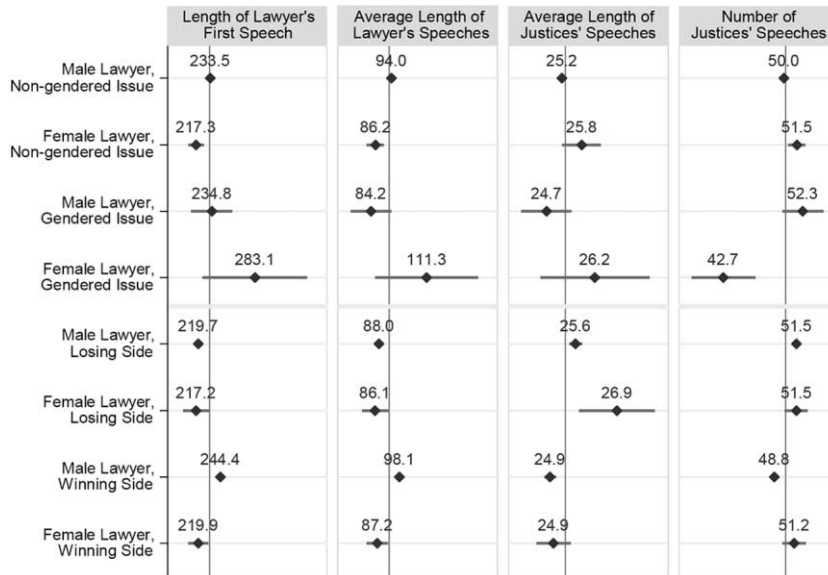 Length of Lawyer's
First Speech
Average Length of
Lawyer's Speeches
Average Length of
Justices' Speeches
Number of
Justices' Speeches
Male Lawyer,
Non-gendered Issue
233.5
94.0
25.2
50.0
Female Lawyer,
Non-gendered Issue
217.3
86.2
25.8
51.5
Male Lawyer,
Gendered Issue
234.8
84.2
24.7
52.3
Female Lawyer,
Gendered Issue
283.1
111.3
26.2
42.7
Male Lawyer,
Losing Side
219.7
88.0
25.6
51.5
Female Lawyer,
Losing Side
217.2
86.1
26.9
51.5
Male Lawyer,
Winning Side
244.4
98.1
24.9
48.8
Female Lawyer,
Winning Side
219.9
87.2
24.9
51.2